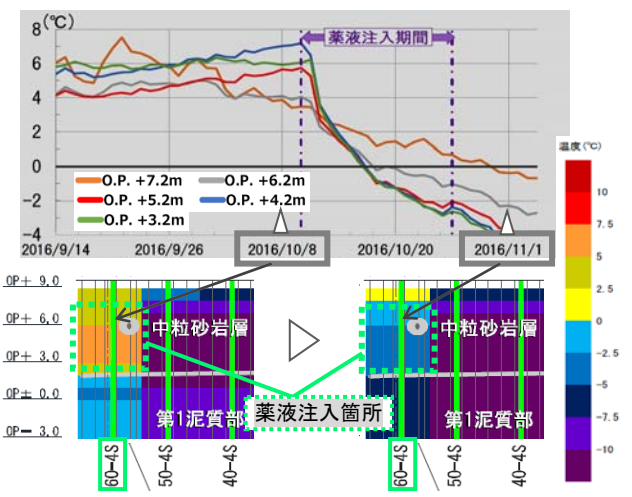 (℃)
8
薬液注入期間
6
4
2
0
-2
-4
O.P. +7.2m
O.P. +6.2m
O.P. +5.2m
O.P. +4.2m
O.P. +3.2m
2016/9/14
2016/9/26
2016/10/8
2016/10/20
2016/11/1
温度(℃)
10
7.5
5
2.5
0
-2.5
-5
-7.5
-10
OP+ 9.0
OP+ 6.0
OP+ 3.0
OP± 0.0
OP- 3.0
中粒砂岩層
第1泥質部
中粒砂岩層
第1泥質部
薬液注入箇所
60-4S
50-4S
40-4S
60-4S
50-4S
40-4S